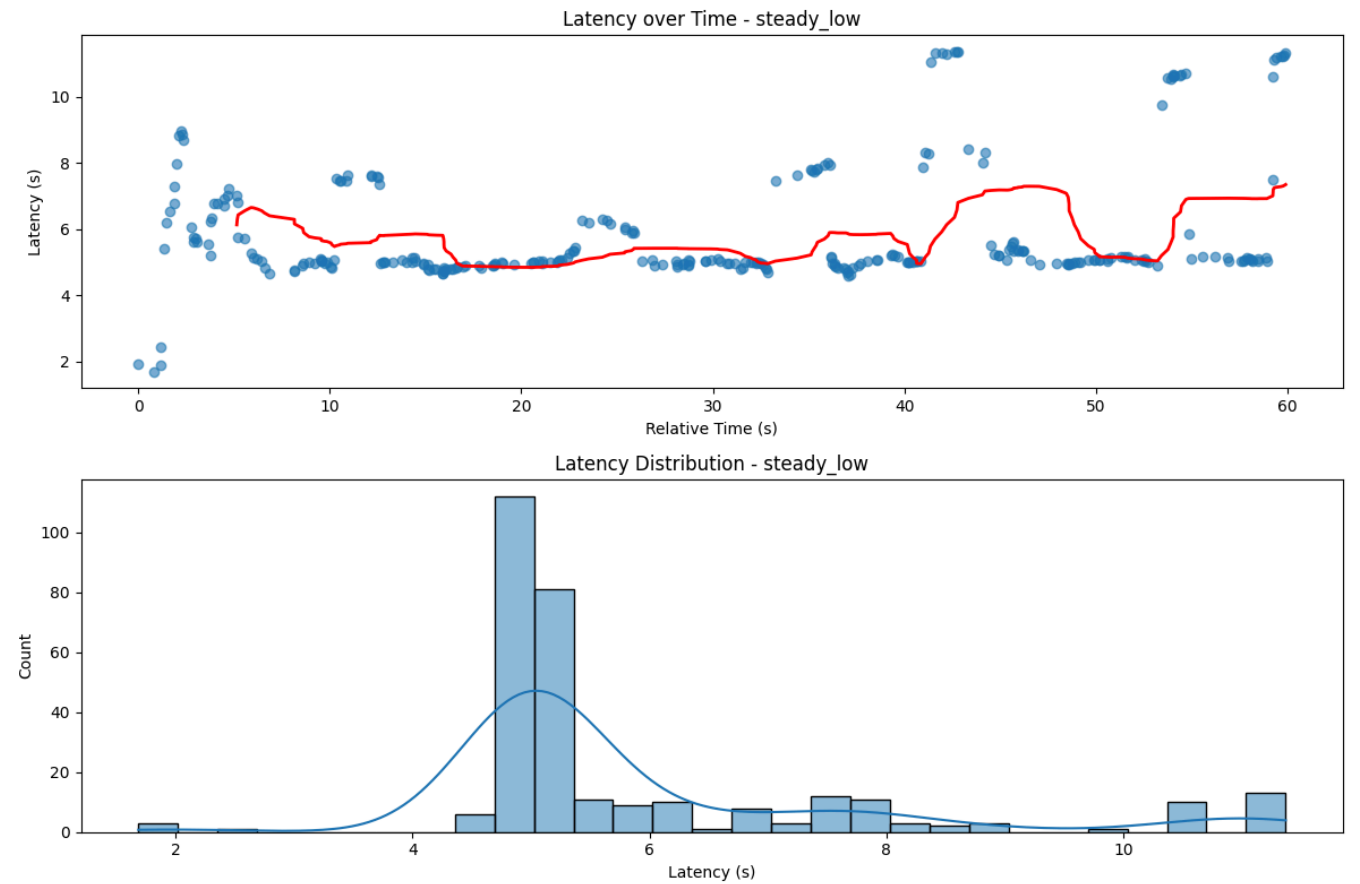 Latency over Time - steady_low
Latency (s)
10
8
6
4
2
0 10 20 30 40 50 60
Relative Time (s)
Latency Distribution - steady_low
Count
100
80
60
40
20
0
2 4 6 8 10
Latency (s)